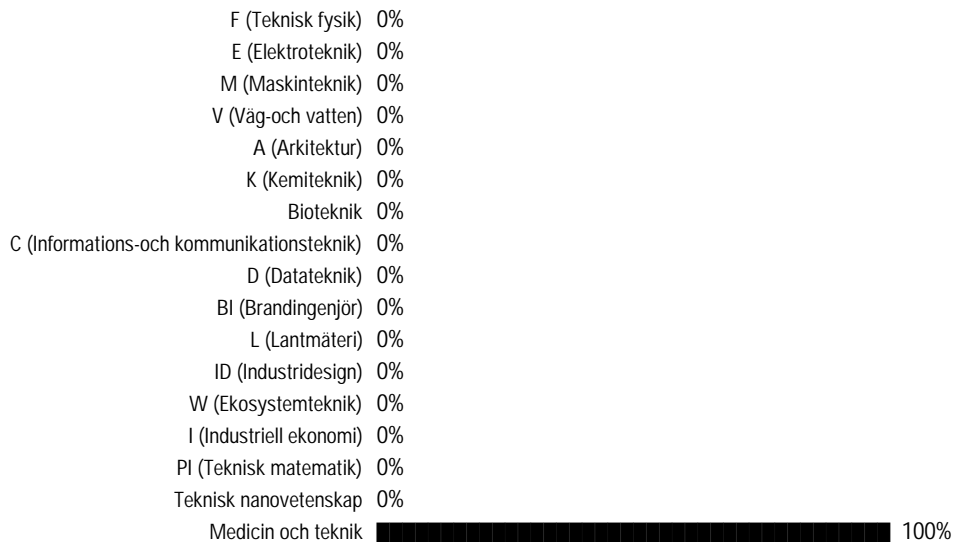 F (Teknisk fysik) 0%
E (Elektroteknik) 0%
M (Maskinteknik) 0%
V (Väg-och vatten) 0%
A (Arkitektur) 0%
K (Kemiteknik) 0%
Bioteknik 0%
C (Informations-och kommunikationsteknik) 0%
D (Datateknik) 0%
BI (Brandingenjör) 0%
L (Lantmäteri) 0%
ID (Industridesign) 0%
W (Ekosystemteknik) 0%
I (Industriell ekonomi) 0%
PI (Teknisk matematik) 0%
Teknisk nanovetenskap 0%
Medicin och teknik 100%